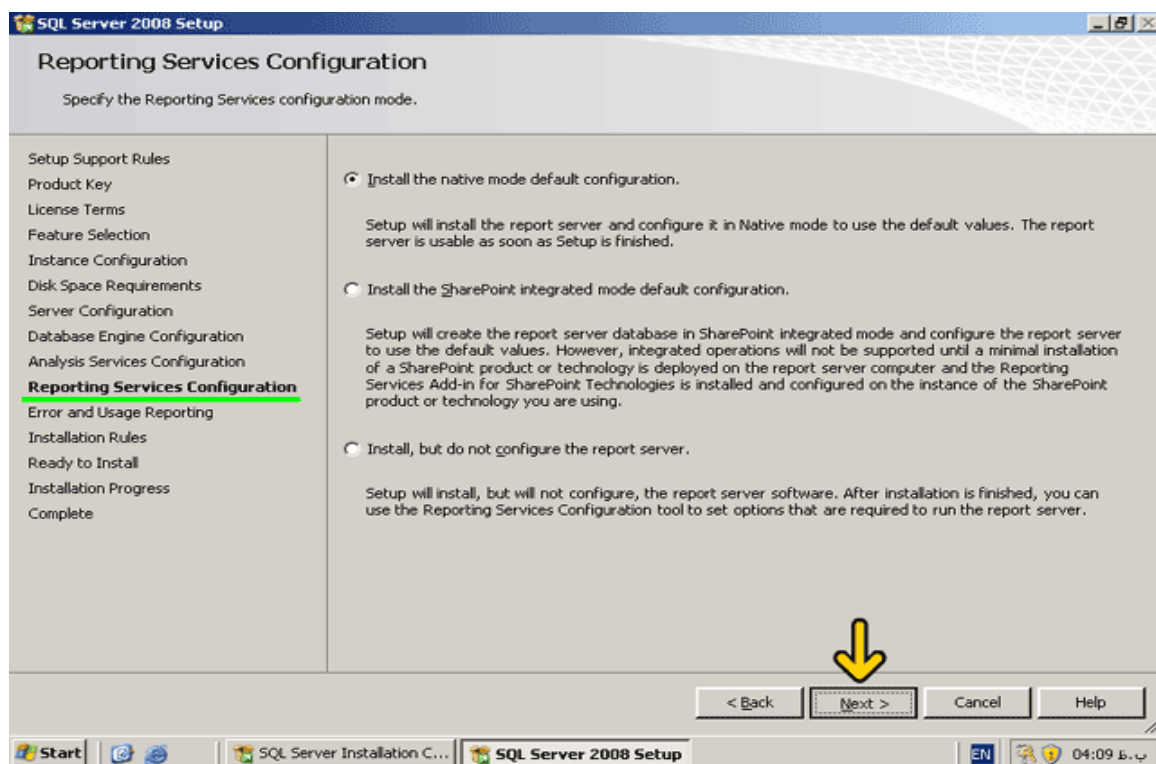 SQL Server 2008 Setup
Reporting Services Configuration
Specify the Reporting Services configuration mode.
Setup Support Rules
Product Key
License Terms
Feature Selection
Instance Configuration
Disk Space Requirements
Server Configuration
Database Engine Configuration
Analysis Services Configuration
Reporting Services Configuration
Error and Usage Reporting
Installation Rules
Ready to Install
Installation Progress
Complete
Install the native mode default configuration.
Setup will install the report server and configure it in Native mode to use the default values. The report
server is usable as soon as Setup is finished.
Install the SharePoint integrated mode default configuration.
Setup will create the report server database in SharePoint integrated mode and configure the report server
to use the default values. However, integrated operations will not be supported until a minimal installation
of a SharePoint product or technology is deployed on the report server computer and the Reporting
Services Add-in for SharePoint Technologies is installed and configured on the instance of the SharePoint
product or technology you are using.
Install, but do not configure the report server.
Setup will install, but will not configure, the report server software. After installation is finished, you can
use the Reporting Services Configuration tool to set options that are required to run the report server.
< Back
Next >
Cancel
Help
Start
SQL Server Installation C...
SQL Server 2008 Setup
EN
04:09 ب.ظ